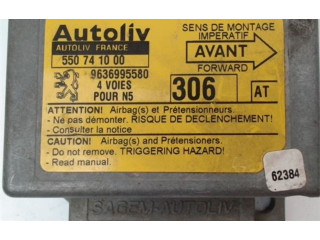 Autoliv
AUTOLIV FRANCE
550 74 10 00
9636995580
4 VOIES
POUR N5
SENS DE MONTAGE
IMPERATIF
AVANT
FORWARD
306
AT
ATTENTION! Airbag(s) et Prétensionneurs.
- Ne pas démonter. RISQUE DE DECLENCHEMENT!
- Consulter la notice
CAUTION! Airbag(s) and Pretensioners.
- Do not remove. TRIGGERING HAZARD!
- Read manual.
62384
SAGEM-AUTOLIV